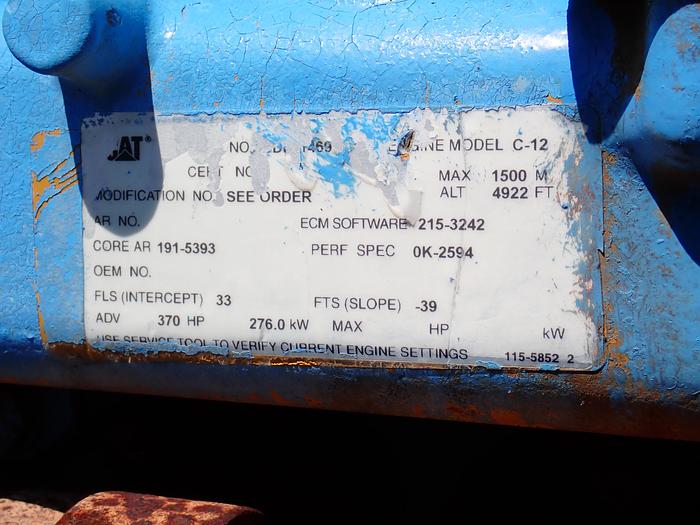 CAT® NO. ENGINE MODEL C-12
CERT NO. MAX 1500 M
MODIFICATION NO. SEE ORDER ALT 4922 FT
AR NO. ECM SOFTWARE 215-3242
CORE AR 191-5393 PERF SPEC 0K-2594
OEM NO.
FLS (INTERCEPT) 33 FTS (SLOPE) -39
ADV 370 HP 276.0 kW MAX HP kW
USE SERVICE TOOL TO VERIFY CURRENT ENGINE SETTINGS 115-5852 2